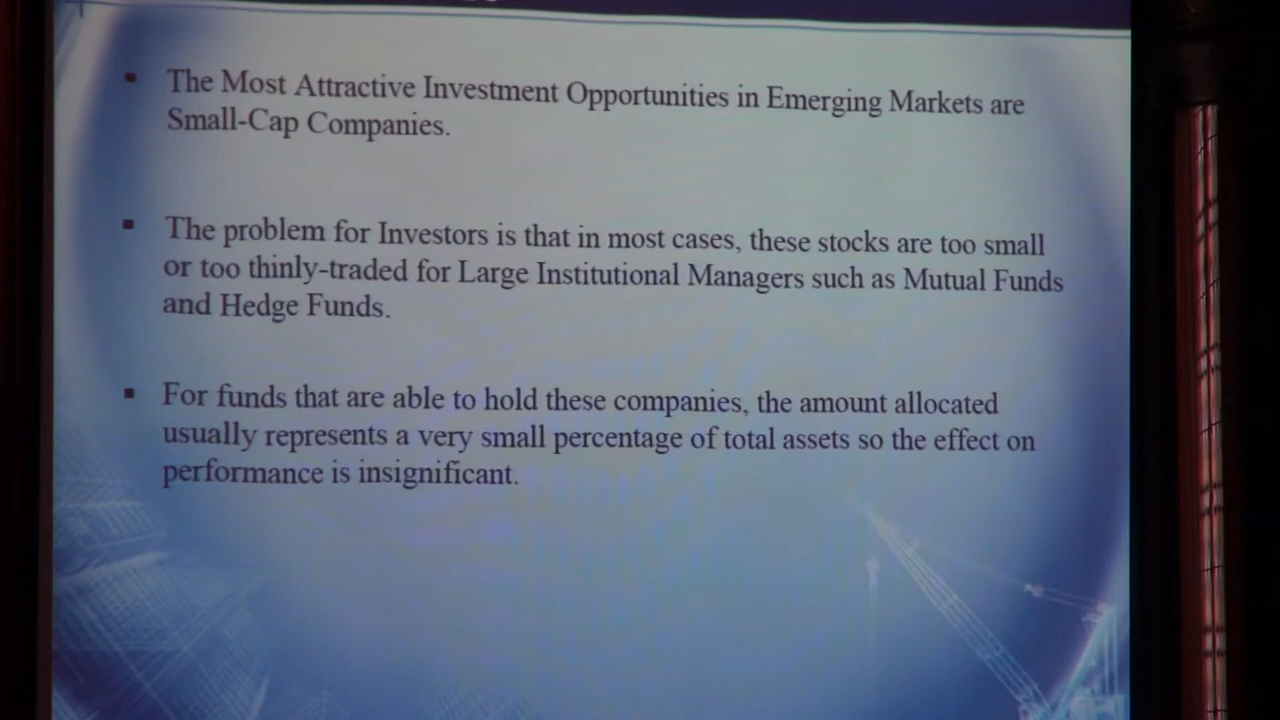 ▪ The Most Attractive Investment Opportunities in Emerging Markets are
Small-Cap Companies.
▪ The problem for Investors is that in most cases, these stocks are too small
or too thinly-traded for Large Institutional Managers such as Mutual Funds
and Hedge Funds.
▪ For funds that are able to hold these companies, the amount allocated
usually represents a very small percentage of total assets so the effect on
performance is insignificant.